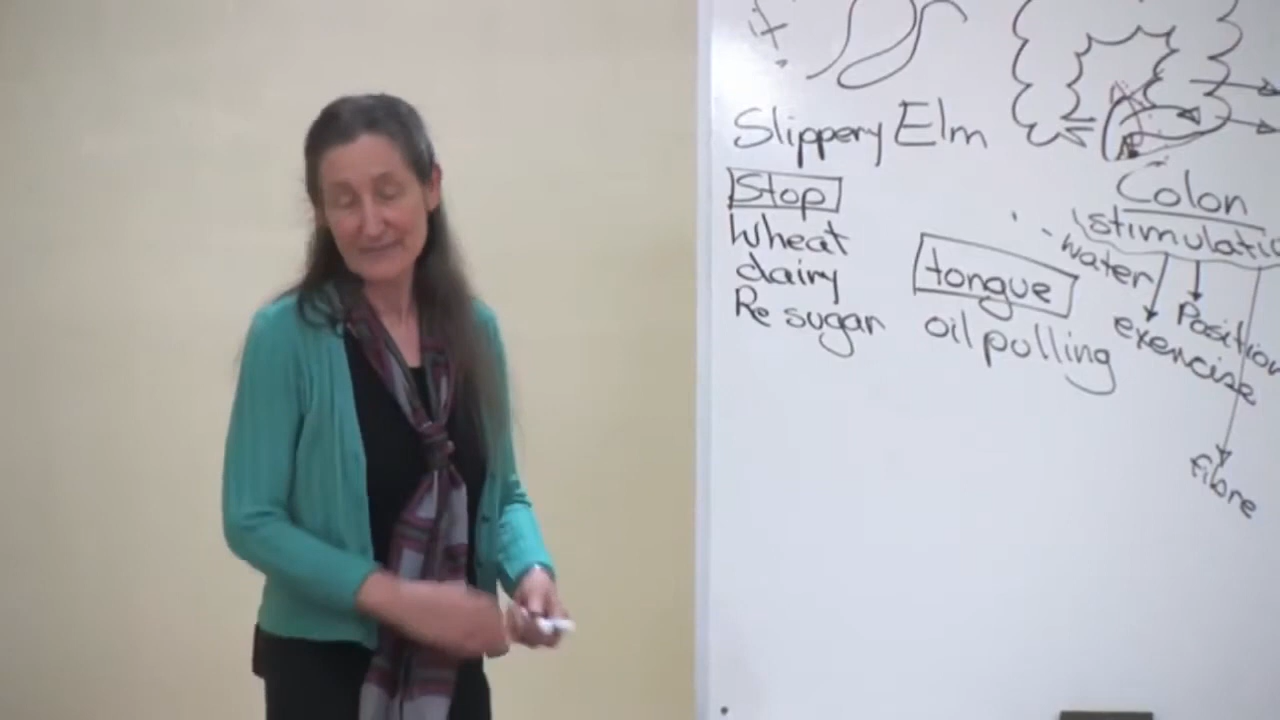 Slippery Elm
Stop
Wheat
dairy
Re sugar
tongue
oil pulling
Colon
stimulatio
water
exercise
Position
fibre